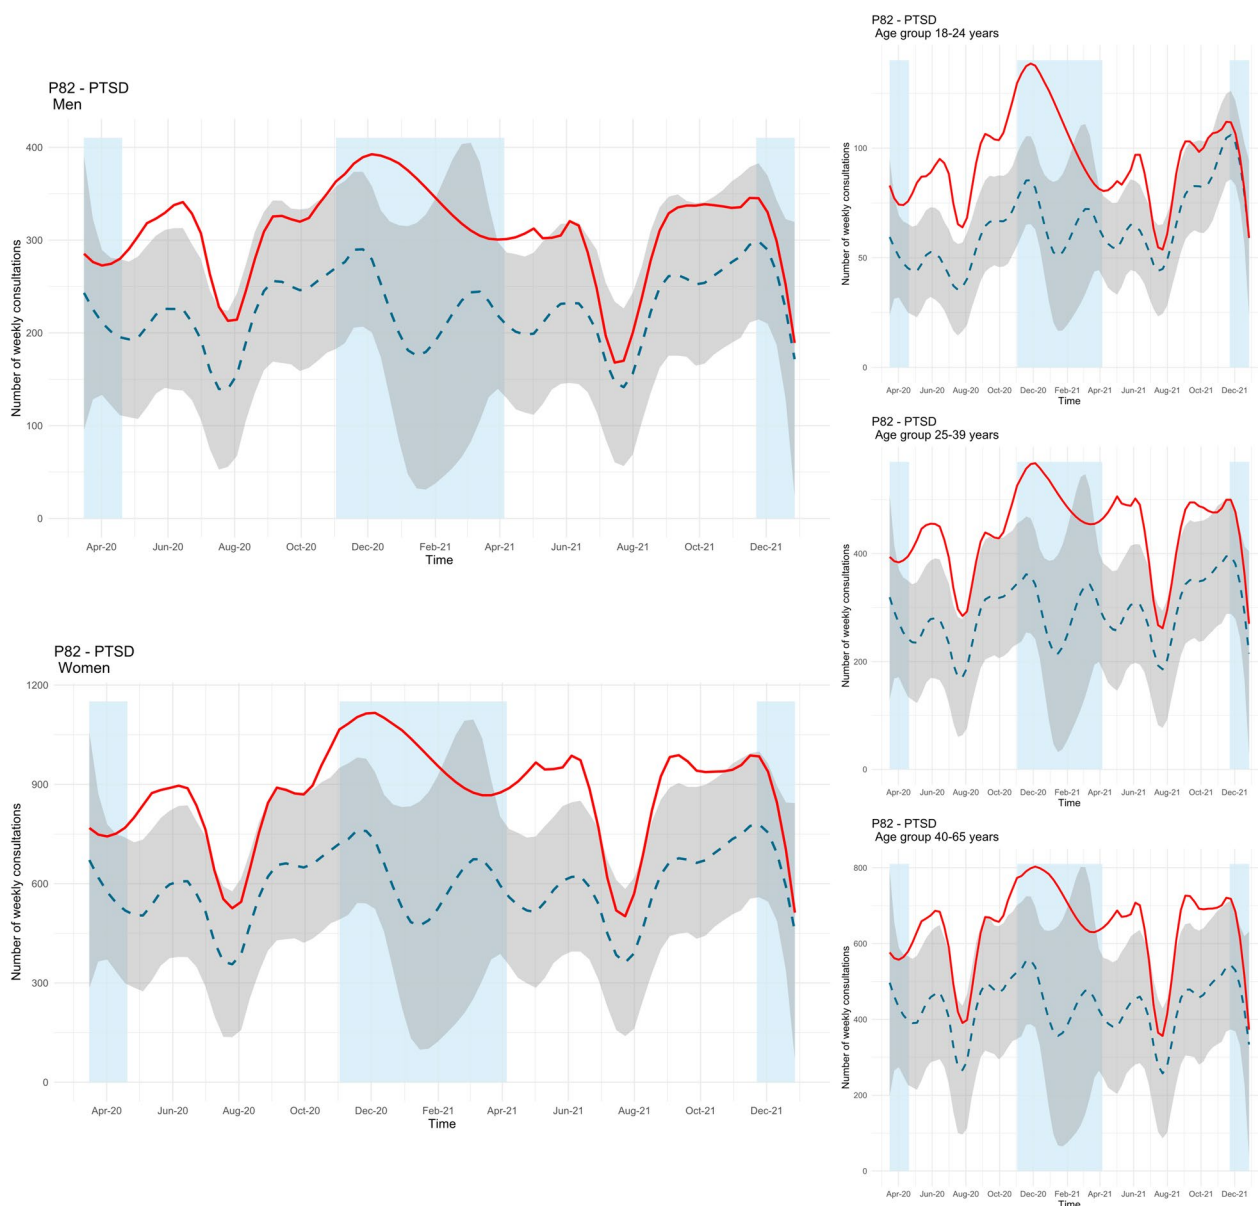 P82 - PTSD
Men
Number of weekly consultations
400
300
200
100
0
Apr-20 Jun-20 Aug-20 Oct-20 Dec-20 Feb-21 Apr-21 Jun-21 Aug-21 Oct-21 Dec-21
Time
P82 - PTSD
Women
Number of weekly consultations
1200
900
600
300
0
Apr-20 Jun-20 Aug-20 Oct-20 Dec-20 Feb-21 Apr-21 Jun-21 Aug-21 Oct-21 Dec-21
Time
P82 - PTSD
Age group 18-24 years
Number of weekly consultations
100
50
0
Apr-20 Jun-20 Aug-20 Oct-20 Dec-20 Feb-21 Apr-21 Jun-21 Aug-21 Oct-21 Dec-21
Time
P82 - PTSD
Age group 25-39 years
Number of weekly consultations
400
200
0
Apr-20 Jun-20 Aug-20 Oct-20 Dec-20 Feb-21 Apr-21 Jun-21 Aug-21 Oct-21 Dec-21
Time
P82 - PTSD
Age group 40-65 years
Number of weekly consultations
800
600
400
200
0
Apr-20 Jun-20 Aug-20 Oct-20 Dec-20 Feb-21 Apr-21 Jun-21 Aug-21 Oct-21 Dec-21
Time